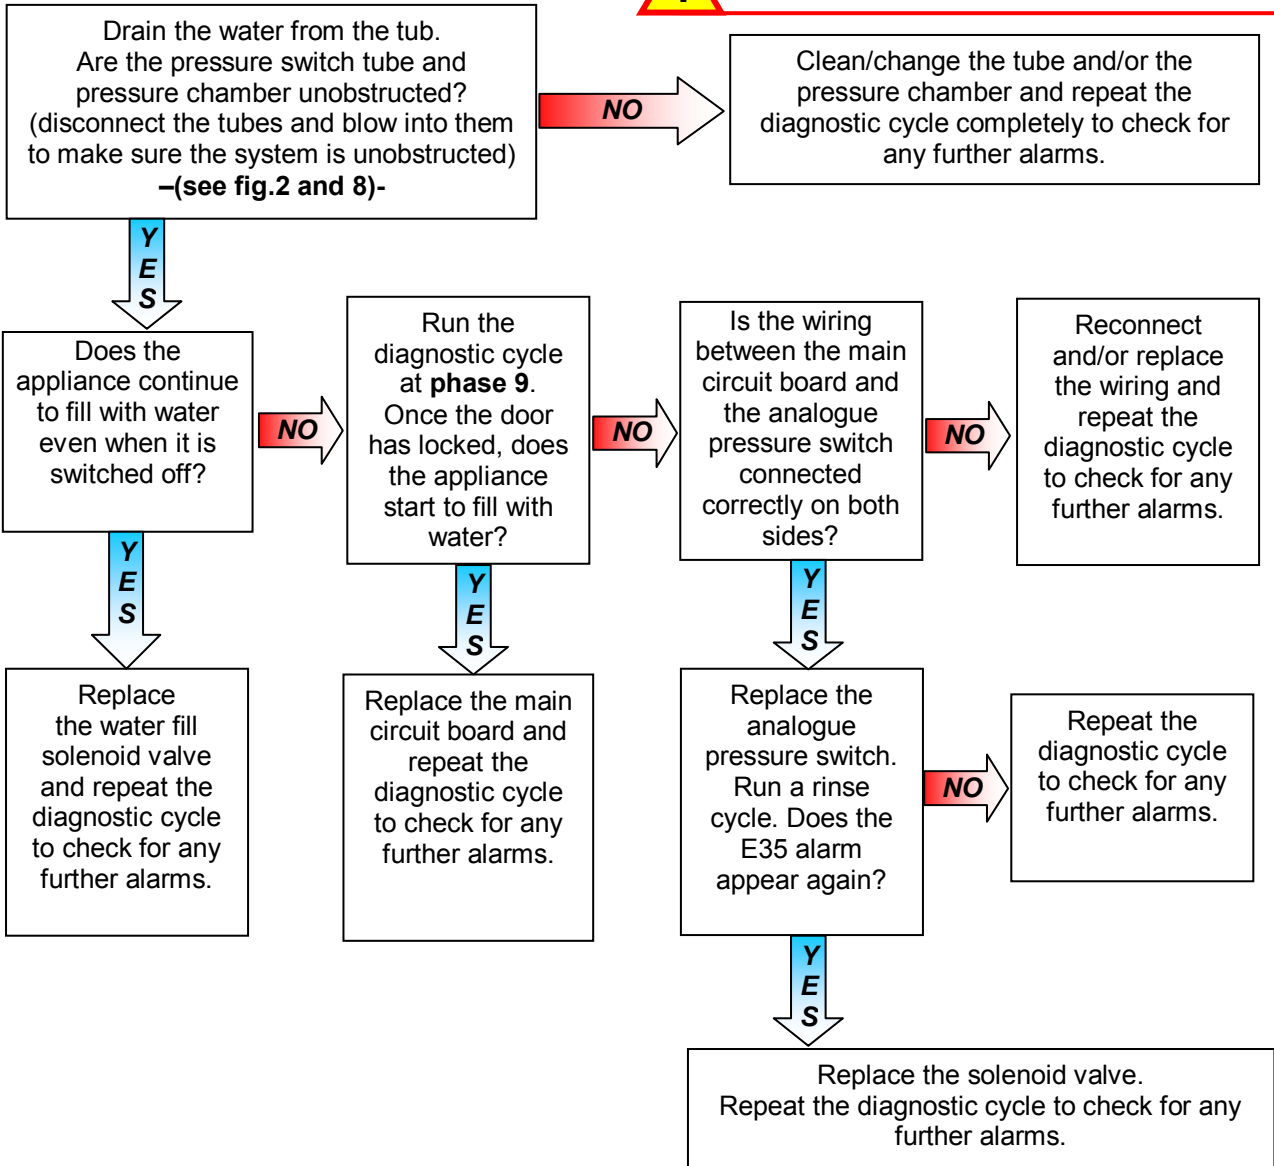 Drain the water from the tub.
Are the pressure switch tube and
pressure chamber unobstructed?
(disconnect the tubes and blow into them
to make sure the system is unobstructed)
–(see fig.2 and 8)-
NO
Clean/change the tube and/or the
pressure chamber and repeat the
diagnostic cycle completely to check for
any further alarms.
YES
Does the
appliance continue
to fill with water
even when it is
switched off?
NO
Run the
diagnostic cycle
at phase 9.
Once the door
has locked, does
the appliance
start to fill with
water?
NO
Is the wiring
between the main
circuit board and
the analogue
pressure switch
connected
correctly on both
sides?
NO
Reconnect
and/or replace
the wiring and
repeat the
diagnostic cycle
to check for any
further alarms.
YES
YES
YES
Replace
the water fill
solenoid valve
and repeat the
diagnostic cycle
to check for any
further alarms.
Replace the main
circuit board and
repeat the
diagnostic cycle
to check for any
further alarms.
Replace the
analogue
pressure switch.
Run a rinse
cycle. Does the
E35 alarm
appear again?
NO
Repeat the
diagnostic cycle
to check for any
further alarms.
YES
Replace the solenoid valve.
Repeat the diagnostic cycle to check for any
further alarms.